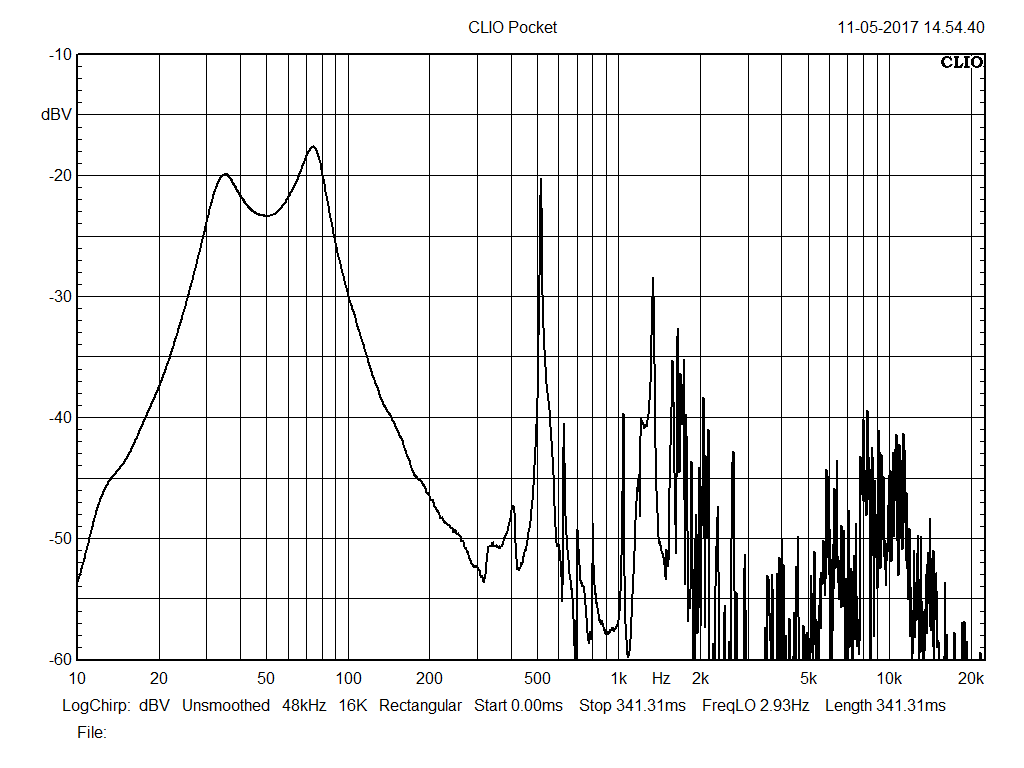 CLIO Pocket 11-05-2017 14.54.40
-10
CLIO
dBV
-20
-30
-40
-50
-60
10 20 50 100 200 500 1k Hz 2k 5k 10k 20k
LogChirp: dBV Unsmoothed 48kHz 16K Rectangular Start 0.00ms Stop 341.31ms FreqLO 2.93Hz Length 341.31ms
File: